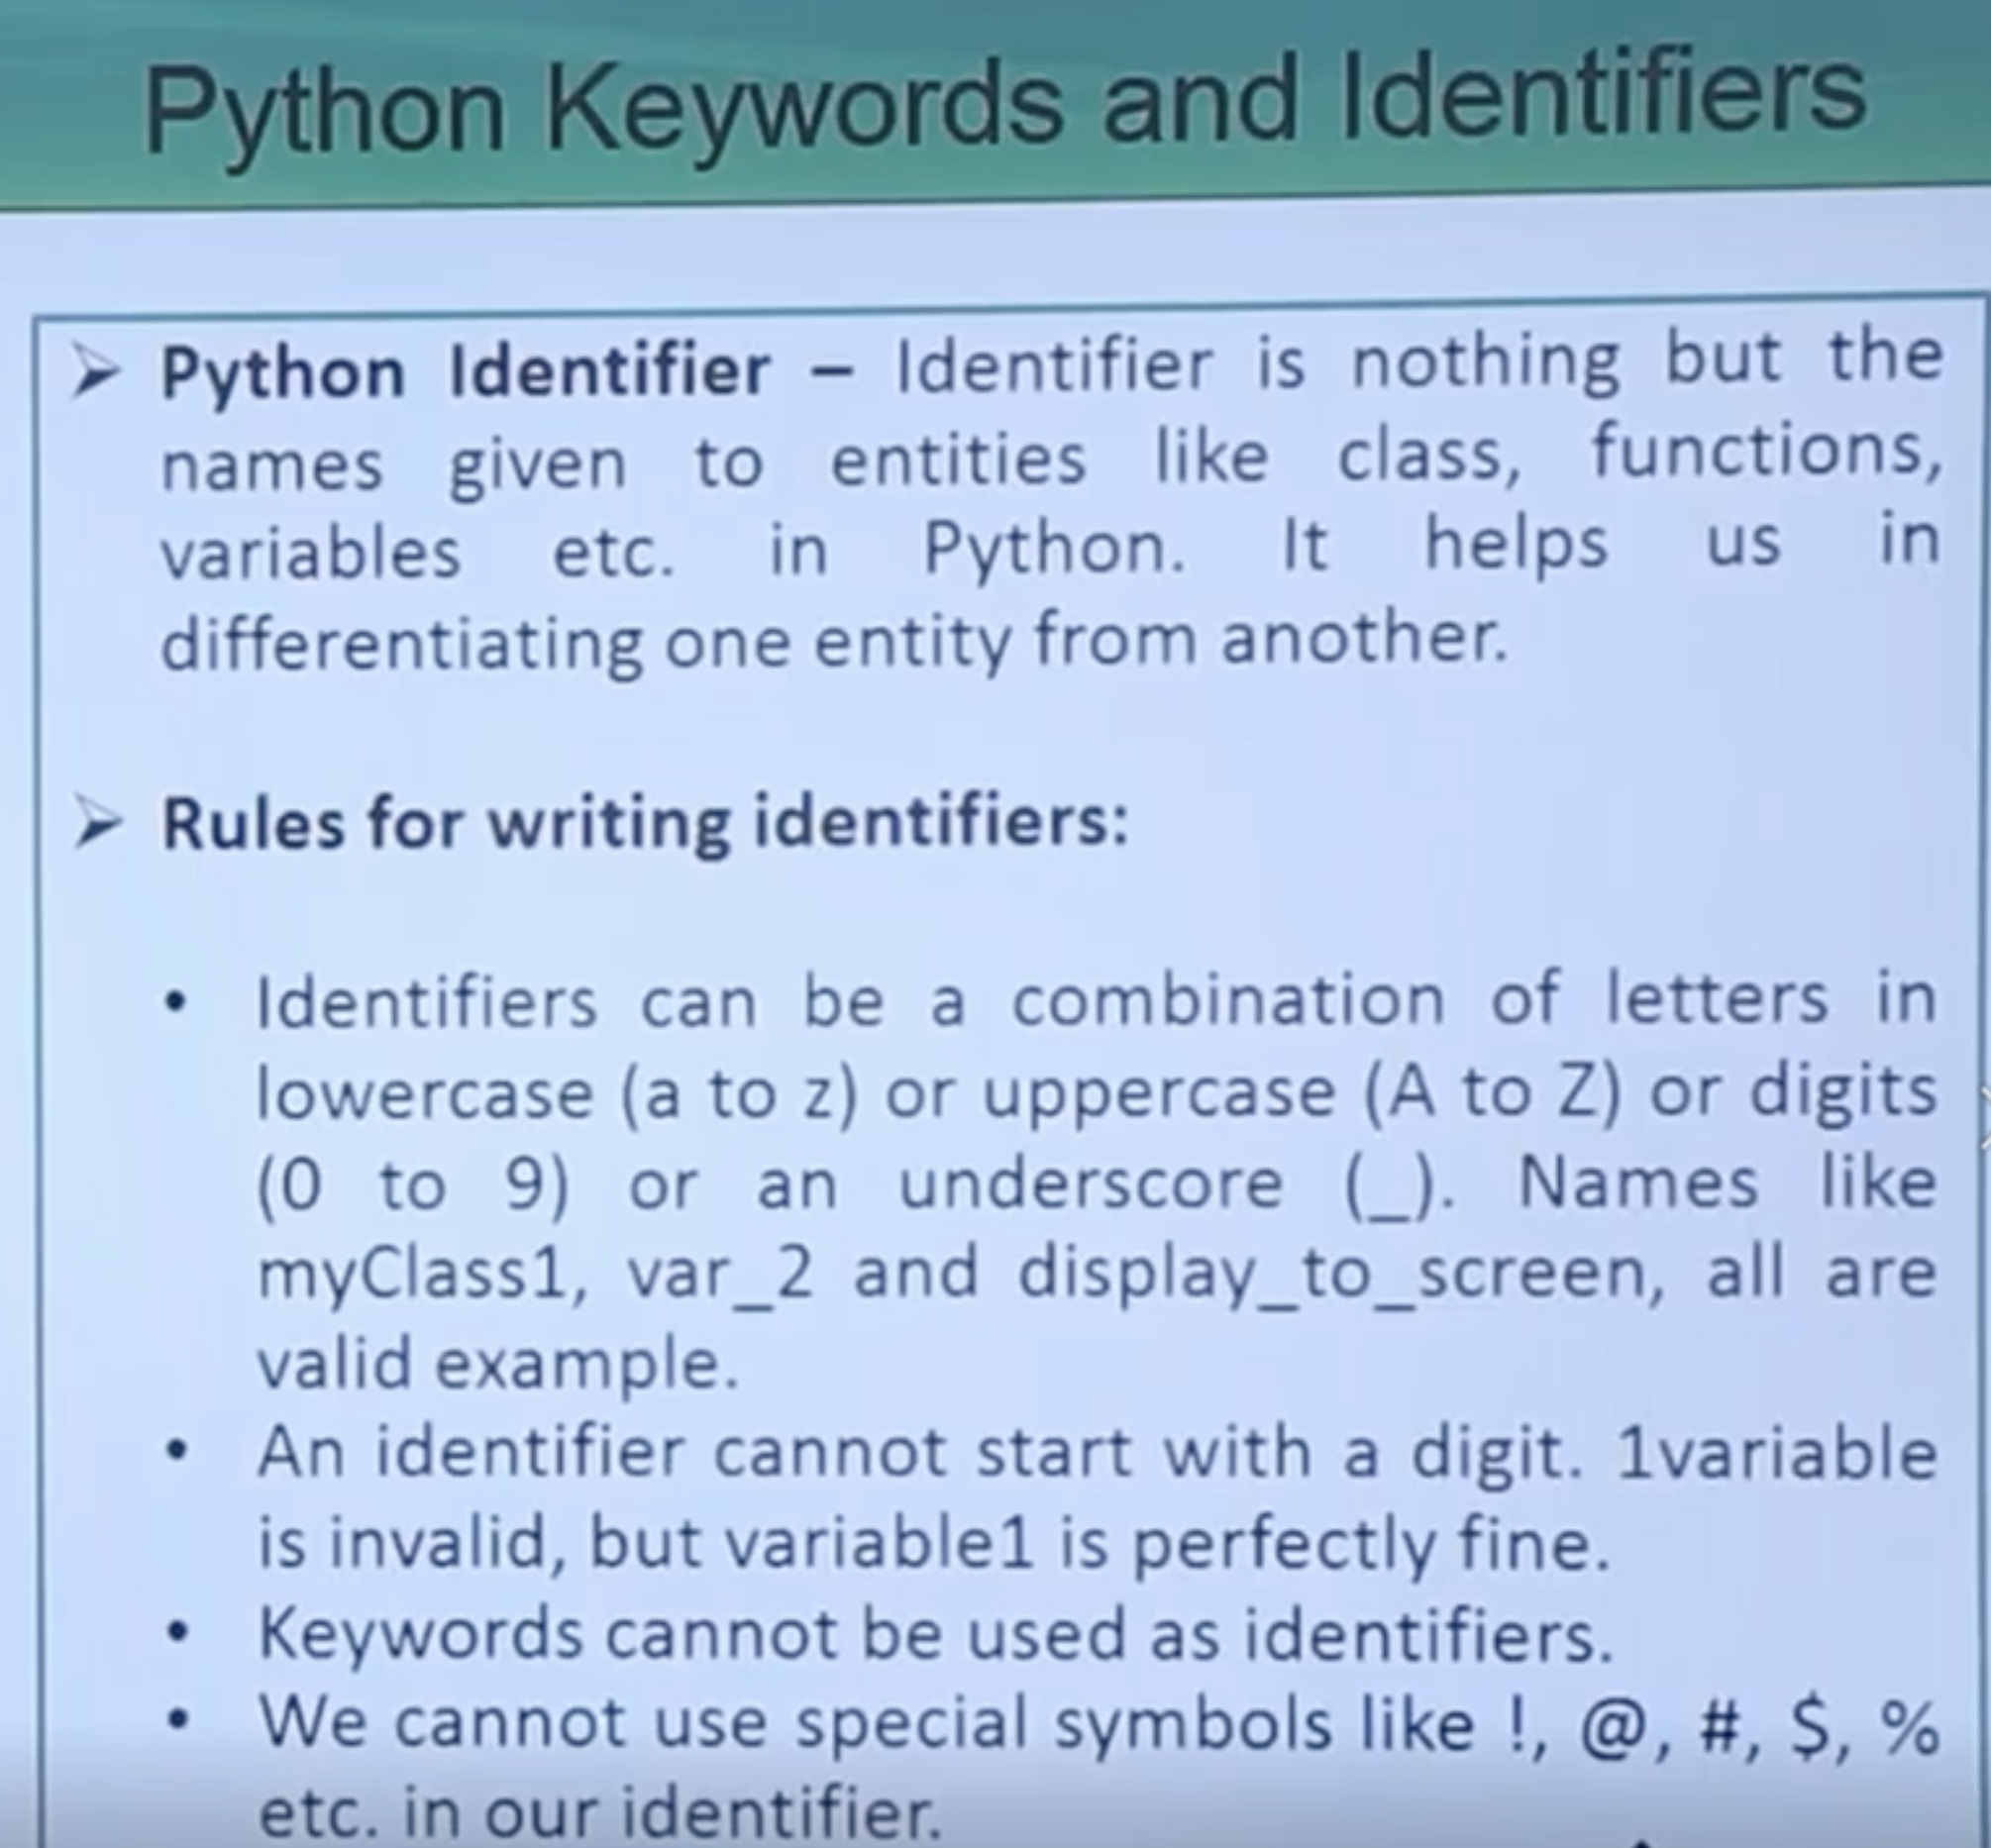 Python Keywords and Identifiers
➢ Python Identifier – Identifier is nothing but the
names given to entities like class, functions,
variables etc. in Python. It helps us in
differentiating one entity from another.
➢ Rules for writing identifiers:
• Identifiers can be a combination of letters in
lowercase (a to z) or uppercase (A to Z) or digits
(0 to 9) or an underscore (_). Names like
myClass1, var_2 and display_to_screen, all are
valid example.
• An identifier cannot start with a digit. 1variable
is invalid, but variable1 is perfectly fine.
• Keywords cannot be used as identifiers.
• We cannot use special symbols like !, @, #, $, %
etc. in our identifier.